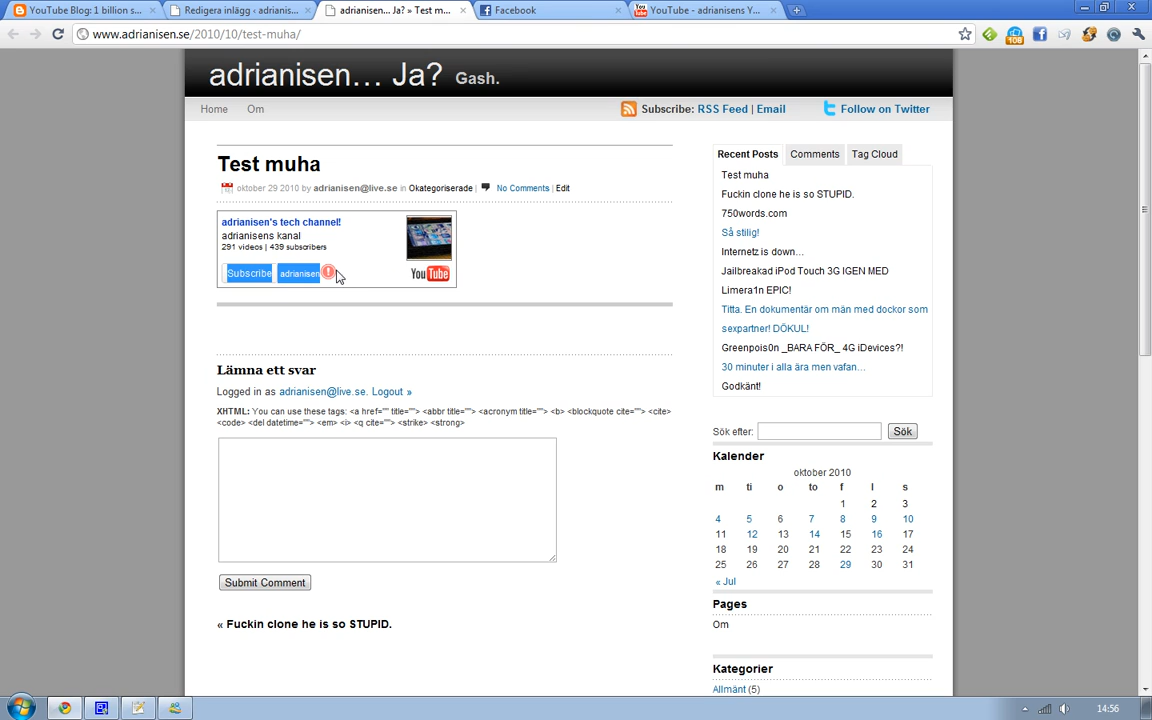 YouTube Blog: 1 billion s...
Redigera inlägg ‹ adrianis...
adrianisen... Ja? » Test m...
Facebook
YouTube - adrianisens Y...
www.adrianisen.se/2010/10/test-muha/
108
adrianisen... Ja? Gash.
Home Om
Subscribe: RSS Feed | Email
Follow on Twitter
Test muha
oktober 29 2010 by adrianisen@live.se in Okategoriserade | No Comments | Edit
adrianisen's tech channel!
adrianisens kanal
291 videos | 439 subscribers
Subscribe adrianisen
YouTube
Lämna ett svar
Logged in as adrianisen@live.se. Logout »
XHTML: You can use these tags: <a href="" title=""> <abbr title=""> <acronym title=""> <b> <blockquote cite=""> <cite>
<code> <del datetime=""> <em> <i> <q cite=""> <strike> <strong>
Submit Comment
« Fuckin clone he is so STUPID.
Recent Posts Comments Tag Cloud
Test muha
Fuckin clone he is so STUPID.
750words.com
Så stilig!
Internetz is down...
Jailbreakad iPod Touch 3G IGEN MED
Limera1n EPIC!
Titta. En dokumentär om män med dockor som
sexpartner! DÖKUL!
Greenpois0n _BARA FÖR_ 4G iDevices?!
30 minuter i alla ära men vafan...
Godkänt!
Sök efter: Sök
Kalender
oktober 2010
m ti o to f l s
1 2 3
4 5 6 7 8 9 10
11 12 13 14 15 16 17
18 19 20 21 22 23 24
25 26 27 28 29 30 31
« Jul
Pages
Om
Kategorier
Allmänt (5)
14:56